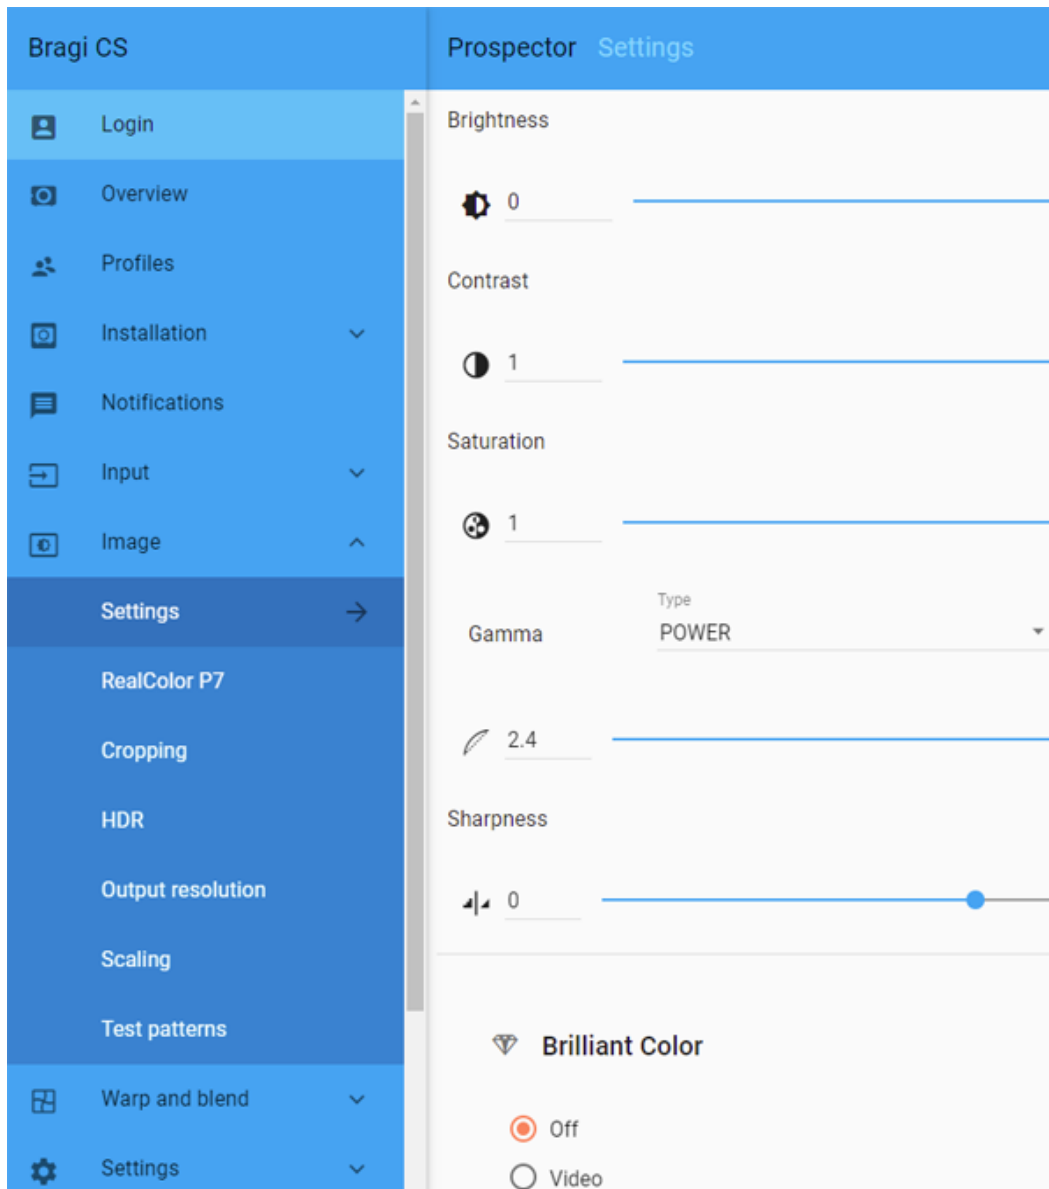 Bragi CS
Login
Overview
Profiles
Installation
Notifications
Input
Image
Settings
RealColor P7
Cropping
HDR
Output resolution
Scaling
Test patterns
Warp and blend
Settings
Prospector Settings
Brightness
0
Contrast
1
Saturation
1
Type
Gamma POWER
2.4
Sharpness
0
Brilliant Color
Off
Video